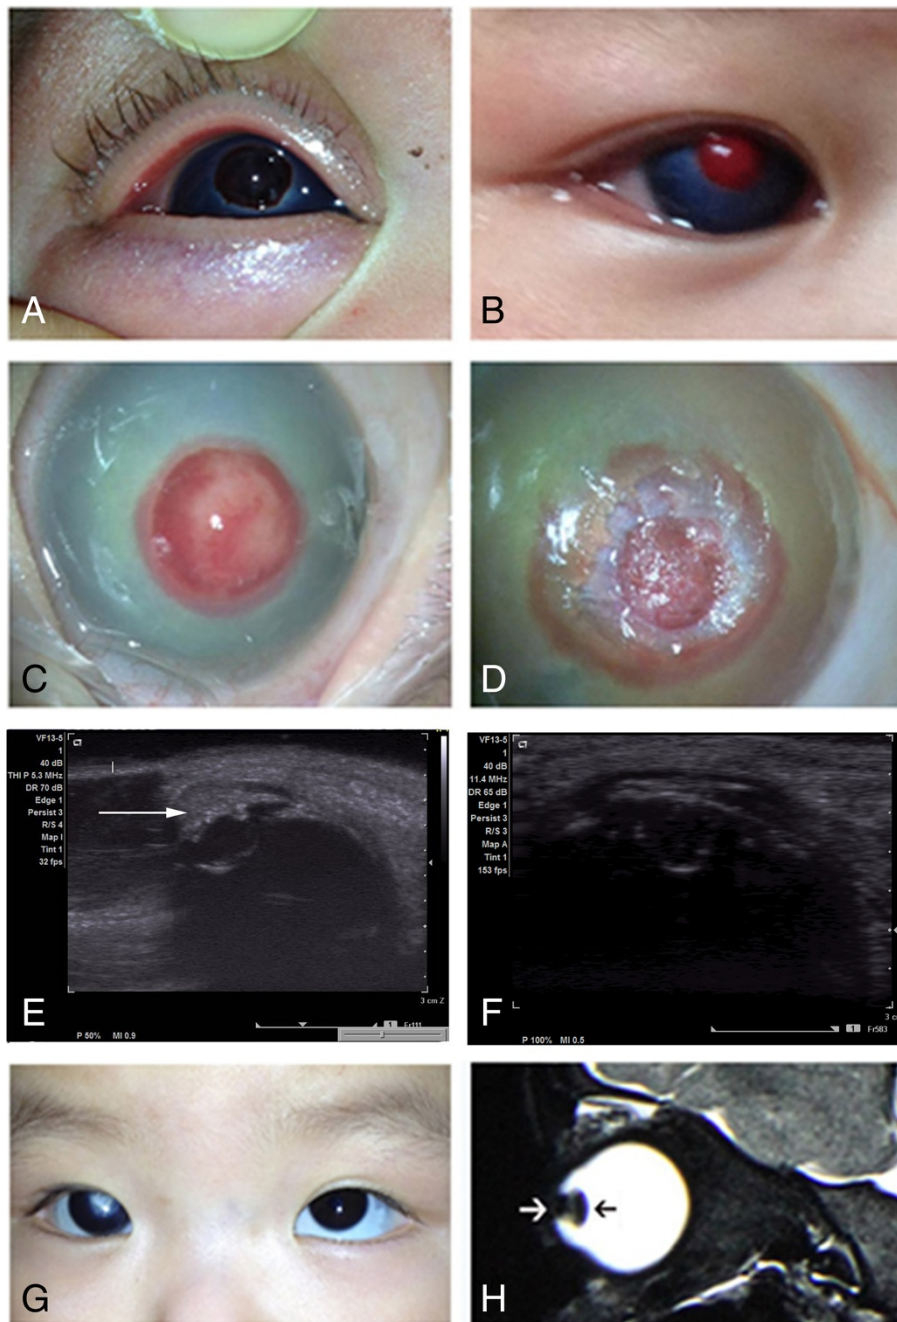 A
B
C
D
VF13-5
1
40 dB
THI P 5.3 MHz
DR 70 dB
Edge 1
Persist 3
R/S 4
Map I
Tint 1
32 fps
3 cm Z
1 Fr111
P 50% MI 0.9
E
VF13-5
1
40 dB
11.4 MHz
DR 65 dB
Edge 1
Persist 3
R/S 3
Map A
Tint 1
153 fps
3 c
1 Fr583
P 100% MI 0.5
F
G
H